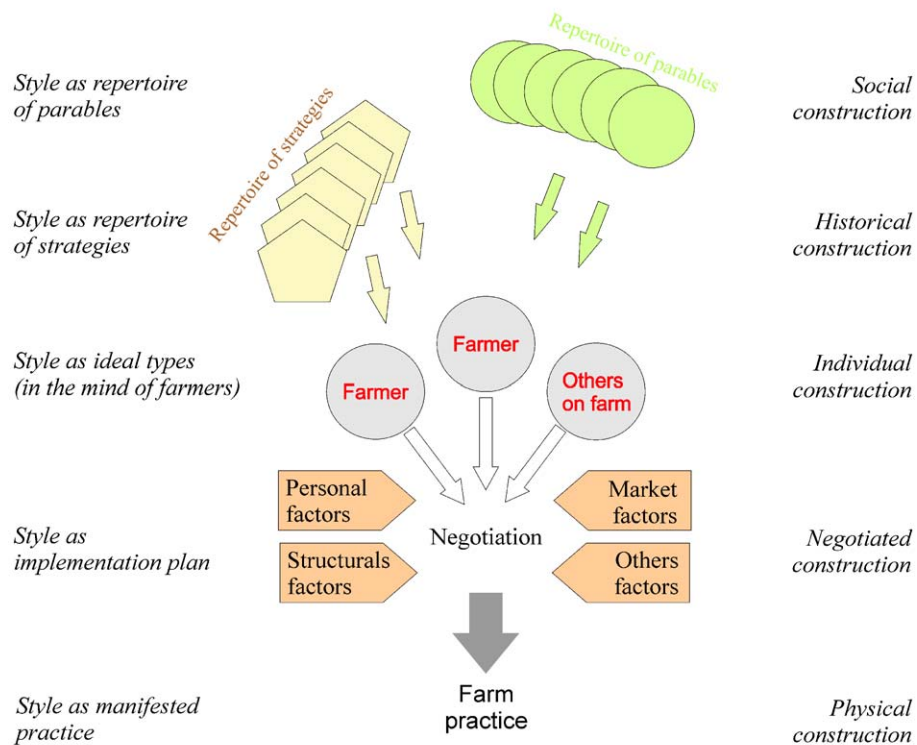 Repertoire of parables
Style as repertoire
of parables
Social
construction
Repertoire of strategies
Style as repertoire
of strategies
Historical
construction
Style as ideal types
(in the mind of farmers)
Farmer
Farmer
Others
on farm
Individual
construction
Personal
factors
Market
factors
Style as
implementation plan
Negotiation
Structurals
factors
Others
factors
Negotiated
construction
Style as manifested
practice
Farm
practice
Physical
construction